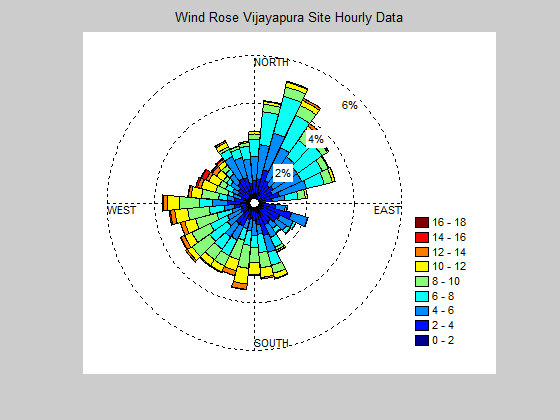 Wind Rose Vijayapura Site Hourly Data
NORTH
6%
4%
2%
WEST
EAST
16 - 18
14 - 16
12 - 14
10 - 12
8 - 10
6 - 8
4 - 6
2 - 4
0 - 2
SOUTH